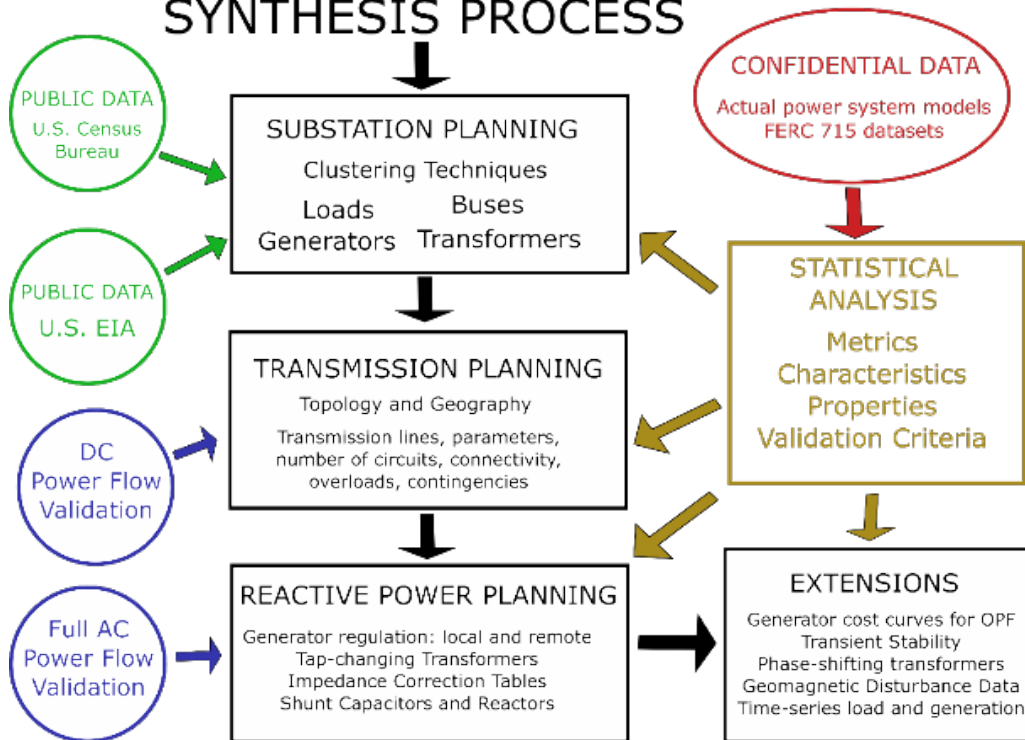 SYNTHESIS PROCESS
PUBLIC DATA
U.S. Census
Bureau
PUBLIC DATA
U.S. EIA
DC
Power Flow
Validation
Full AC
Power Flow
Validation
SUBSTATION PLANNING
Clustering Techniques
Loads
Buses
Generators
Transformers
TRANSMISSION PLANNING
Topology and Geography
Transmission lines, parameters,
number of circuits, connectivity,
overloads, contingencies
REACTIVE POWER PLANNING
Generator regulation: local and remote
Tap-changing Transformers
Impedance Correction Tables
Shunt Capacitors and Reactors
CONFIDENTIAL DATA
Actual power system models
FERC 715 datasets
STATISTICAL
ANALYSIS
Metrics
Characteristics
Properties
Validation Criteria
EXTENSIONS
Generator cost curves for OPF
Transient Stability
Phase-shifting transformers
Geomagnetic Disturbance Data
Time-series load and generation